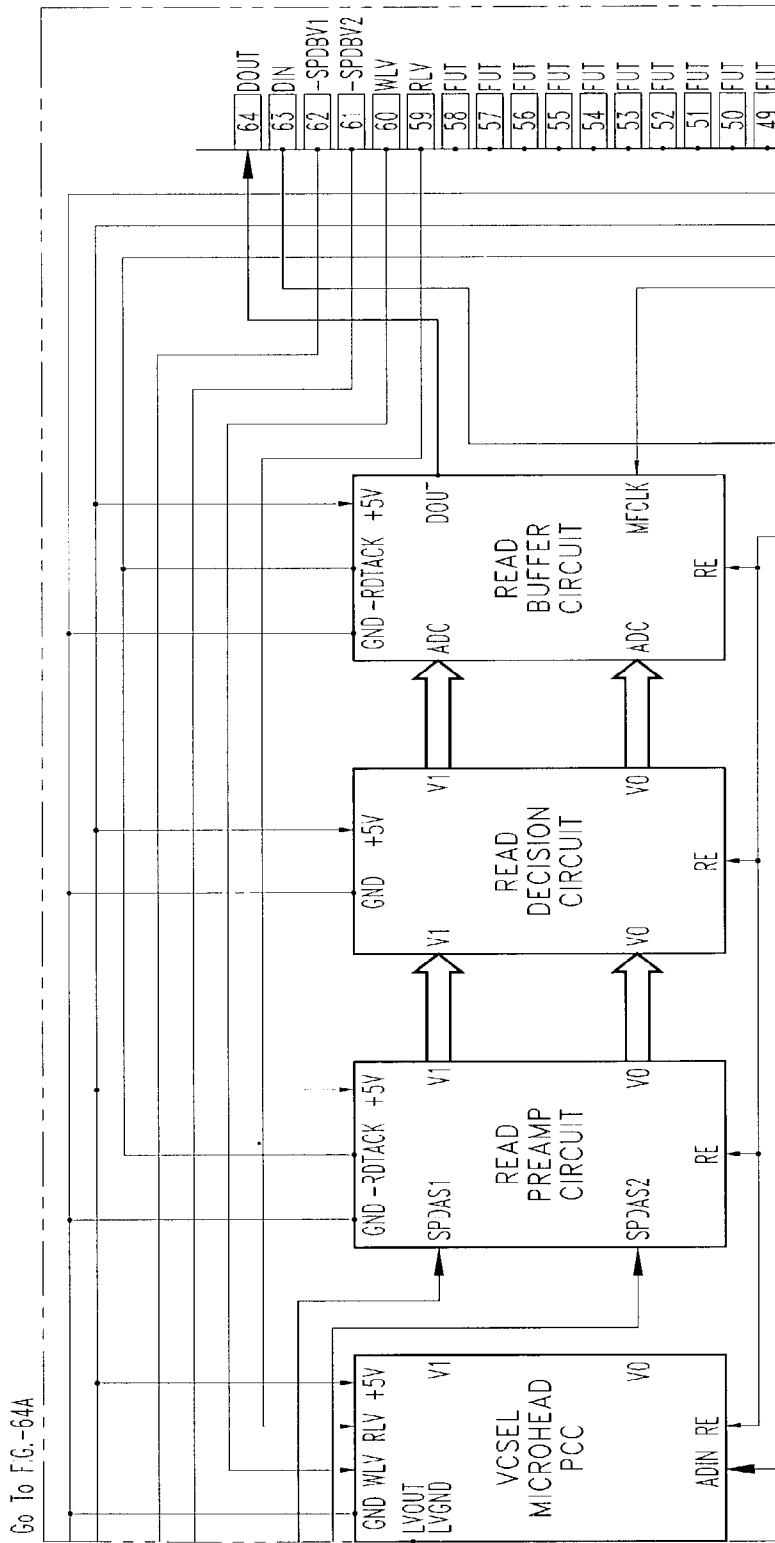 Go To F.G.-64A
64 DOUT
63 DIN
62 -SPDBV1
61 -SPDBV2
60 WLV
59 RLV
58 FUT
57 FUT
56 FUT
55 FUT
54 FUT
53 FUT
52 FUT
51 FUT
50 FUT
49 FUT
GND -RDTACK +5V
ADC
DOUT
READ
BUFFER
CIRCUIT
ADC
MFCLK
RE
GND +5V
V1
V1
READ
DECISION
CIRCUIT
V0
V0
RE
GND -RDTACK +5V
SPDAS1
V1
READ
PREAMP
CIRCUIT
SPDAS2
V0
RE
GND WLV RLV +5V
LVOUT
LVGND
V1
VCSEL
MICROHEAD
PCC
V0
ADIN RE